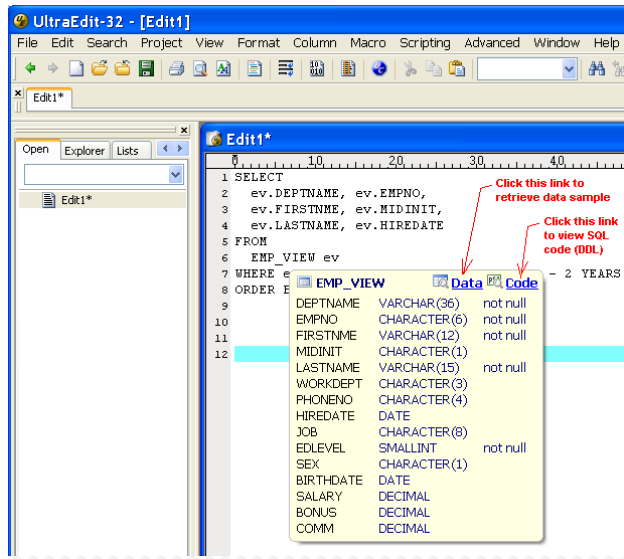 UltraEdit-32 - [Edit1]
File Edit Search Project View Format Column Macro Scripting Advanced Window Help
Edit1*
Open Explorer Lists
Edit1*
Edit1*
0 10 20 30 40
1 SELECT
2 ev.DEPTNAME, ev.EMPNO,
3 ev.FIRSTNME, ev.MIDINIT,
4 ev.LASTNAME, ev.HIREDATE
5 FROM
6 EMP_VIEW ev
7 WHERE e - 2 YEARS
8 ORDER
9
10
11
12
Click this link to
retrieve data sample
Click this link
to view SQL
code (DDL)
EMP_VIEW Data Code
DEPTNAME VARCHAR(36) not null
EMPNO CHARACTER(6) not null
FIRSTNME VARCHAR(12) not null
MIDINIT CHARACTER(1)
LASTNAME VARCHAR(15) not null
WORKDEPT CHARACTER(3)
PHONENO CHARACTER(4)
HIREDATE DATE
JOB CHARACTER(8)
EDLEVEL SMALLINT not null
SEX CHARACTER(1)
BIRTHDATE DATE
SALARY DECIMAL
BONUS DECIMAL
COMM DECIMAL